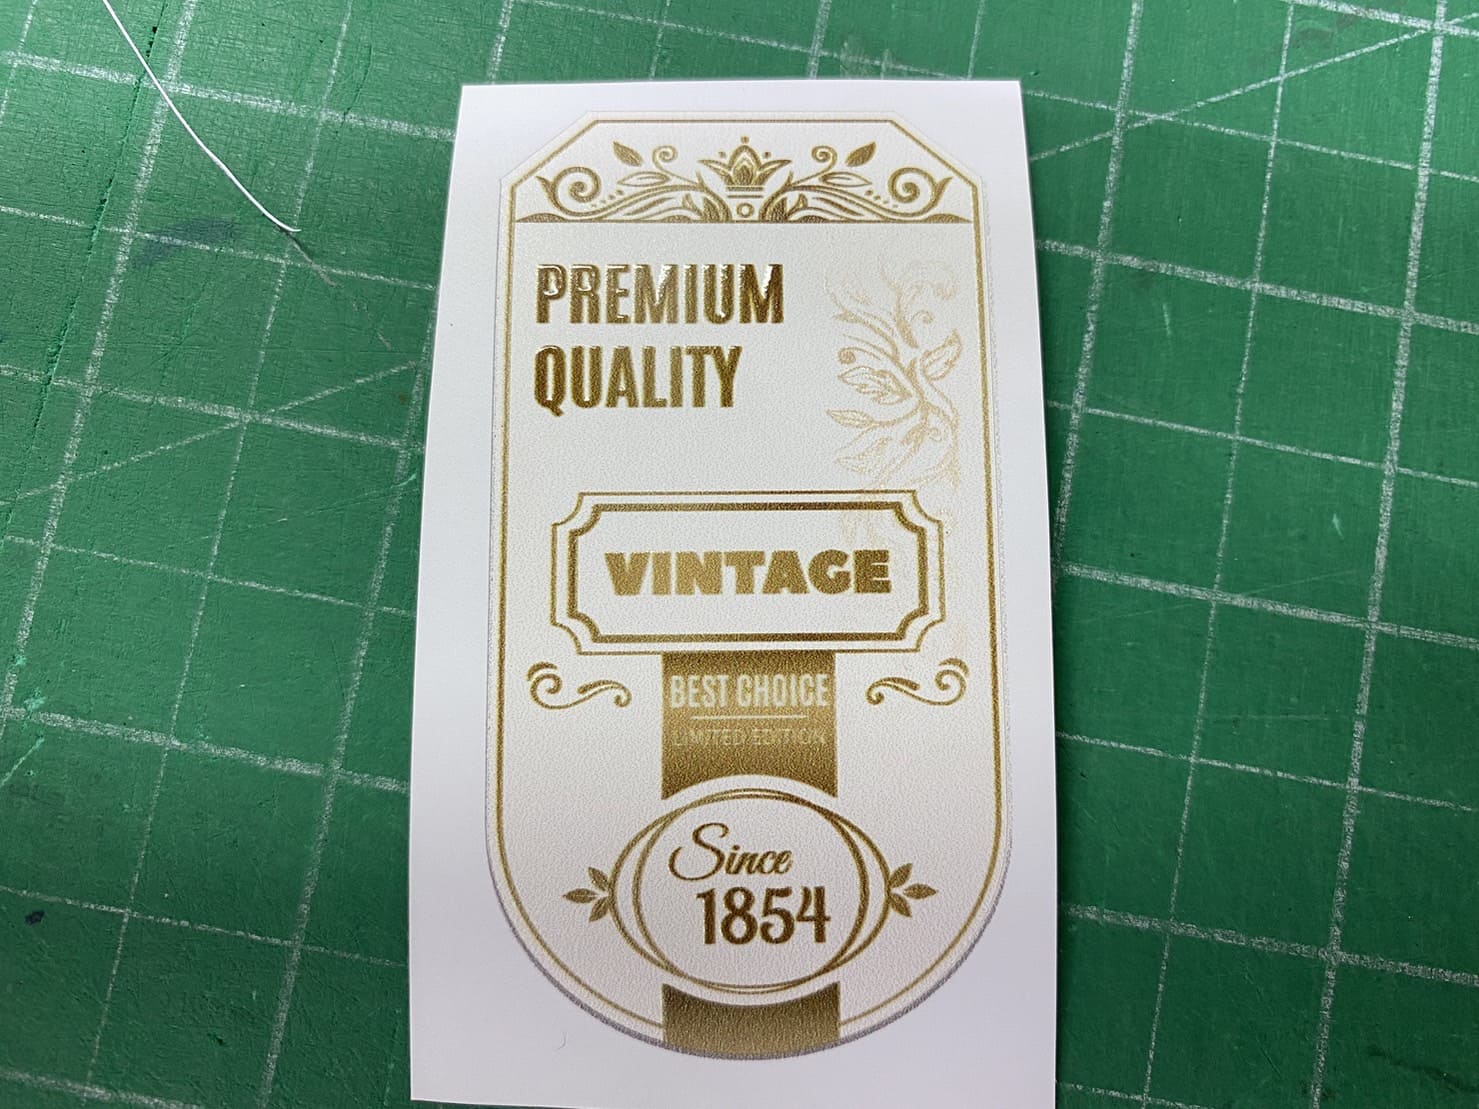 PREMIUM
QUALITY
VINTAGE
BEST CHOICE
LIMITED EDITION
Since
1854